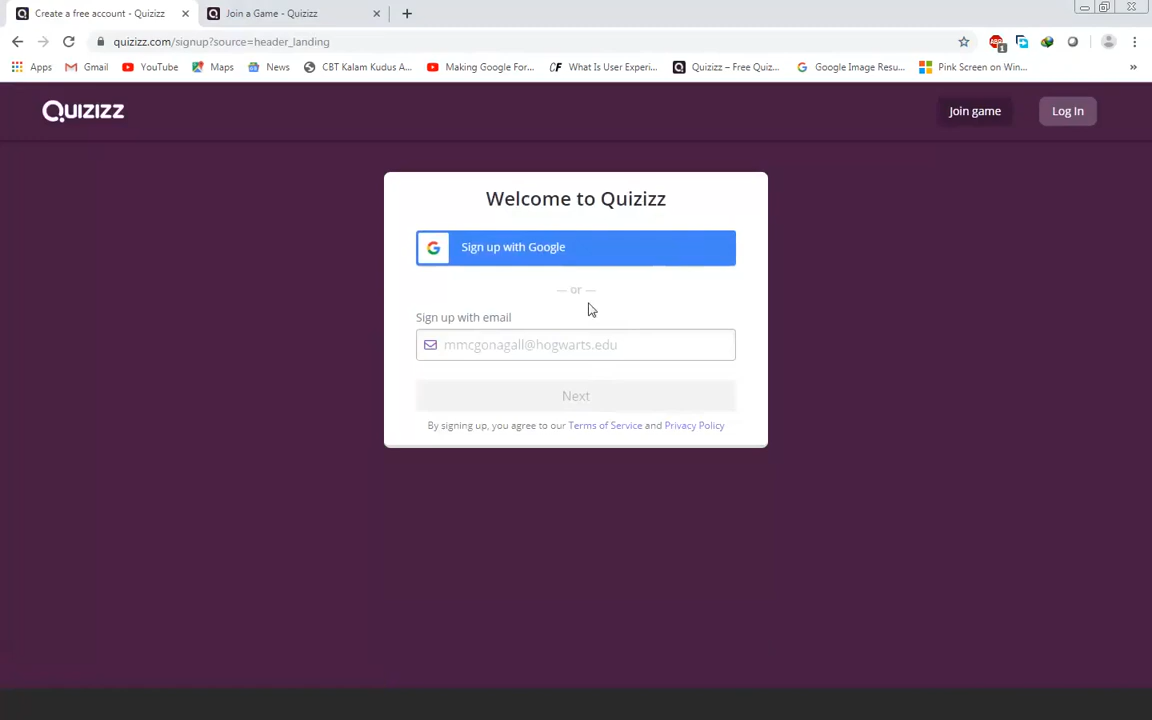 Create a free account - Quizizz
Join a Game - Quizizz
quizizz.com/signup?source=header_landing
Apps
Gmail
YouTube
Maps
News
CBT Kalam Kudus A...
Making Google For...
What Is User Experi...
Quizizz – Free Quiz...
Google Image Resu...
Pink Screen on Win...
»
QUIZIZZ
Join game
Log In
Welcome to Quizizz
Sign up with Google
— or —
Sign up with email
mmcgonagall@hogwarts.edu
Next
By signing up, you agree to our Terms of Service and Privacy Policy